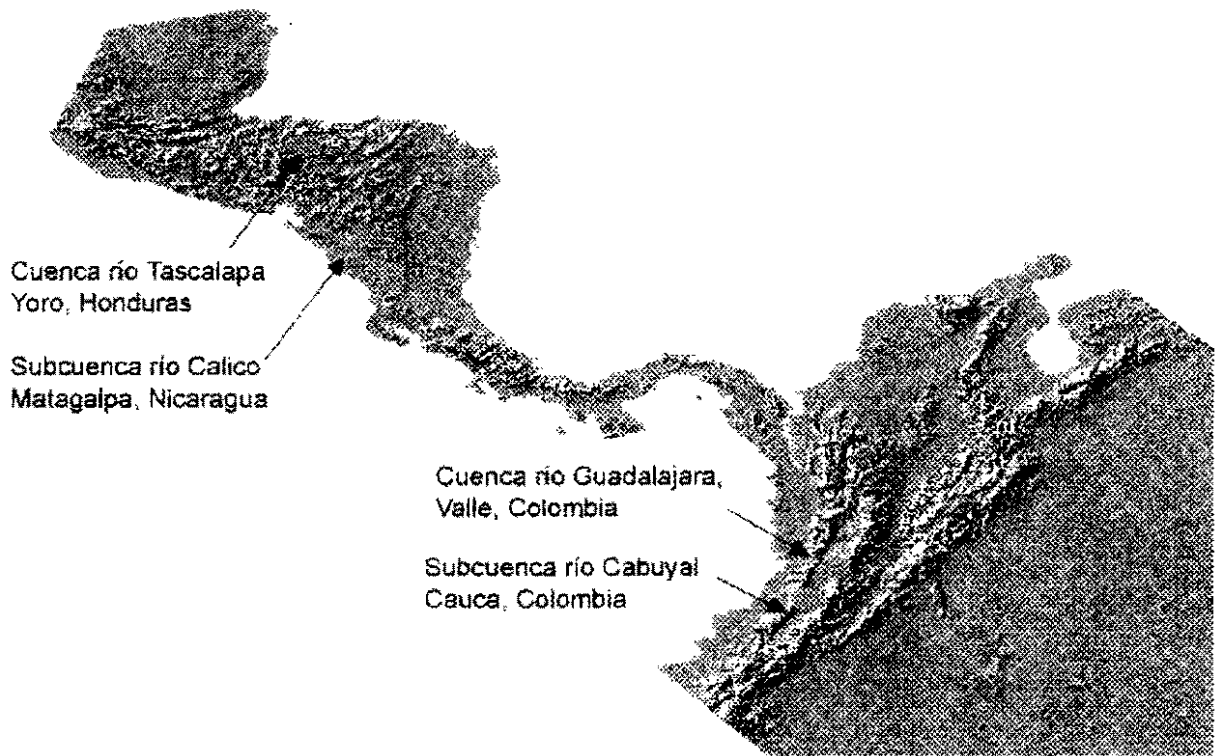 Cuenca río Tascalapa
Yoro, Honduras
Subcuenca río Calico
Matagalpa, Nicaragua
Cuenca río Guadalajara,
Valle, Colombia
Subcuenca río Cabuyal
Cauca, Colombia